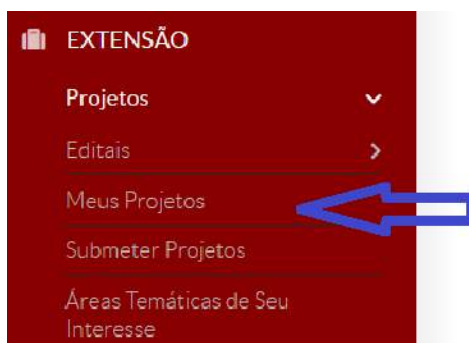 EXTENSÃO
Projetos
Editais
Meus Projetos
Submeter Projetos
Áreas Temáticas de Seu
Interesse